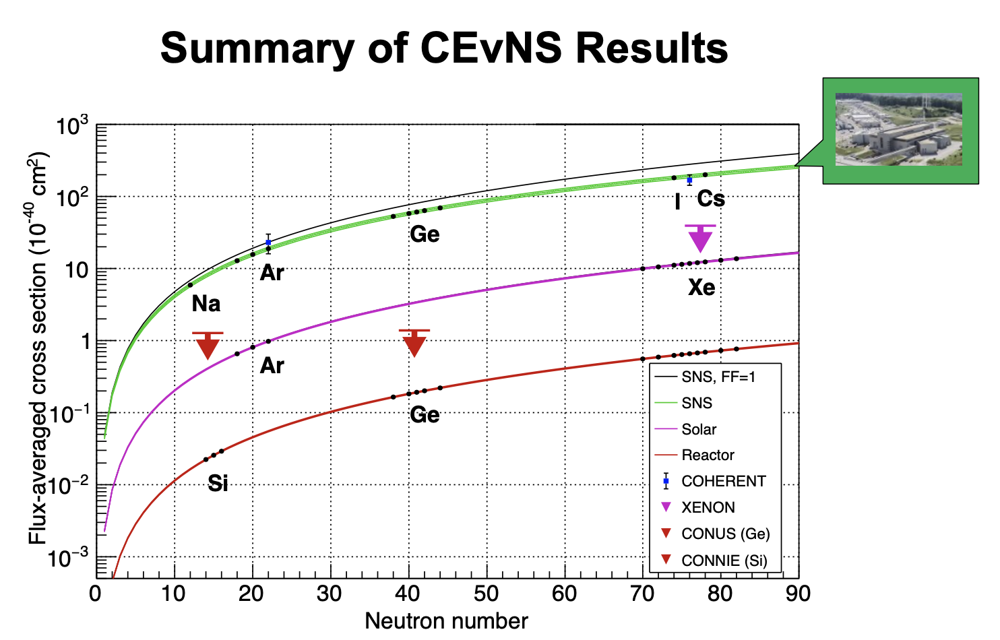 Summary of CEvNS Results
Flux-averaged cross section (10⁻⁴⁰ cm²)
10³
10²
10
1
10⁻¹
10⁻²
10⁻³
I
Cs
Ge
Ar
Na
Xe
Ar
Ge
Si
SNS, FF=1
SNS
Solar
Reactor
COHERENT
XENON
CONUS (Ge)
CONNIE (Si)
0 10 20 30 40 50 60 70 80 90
Neutron number